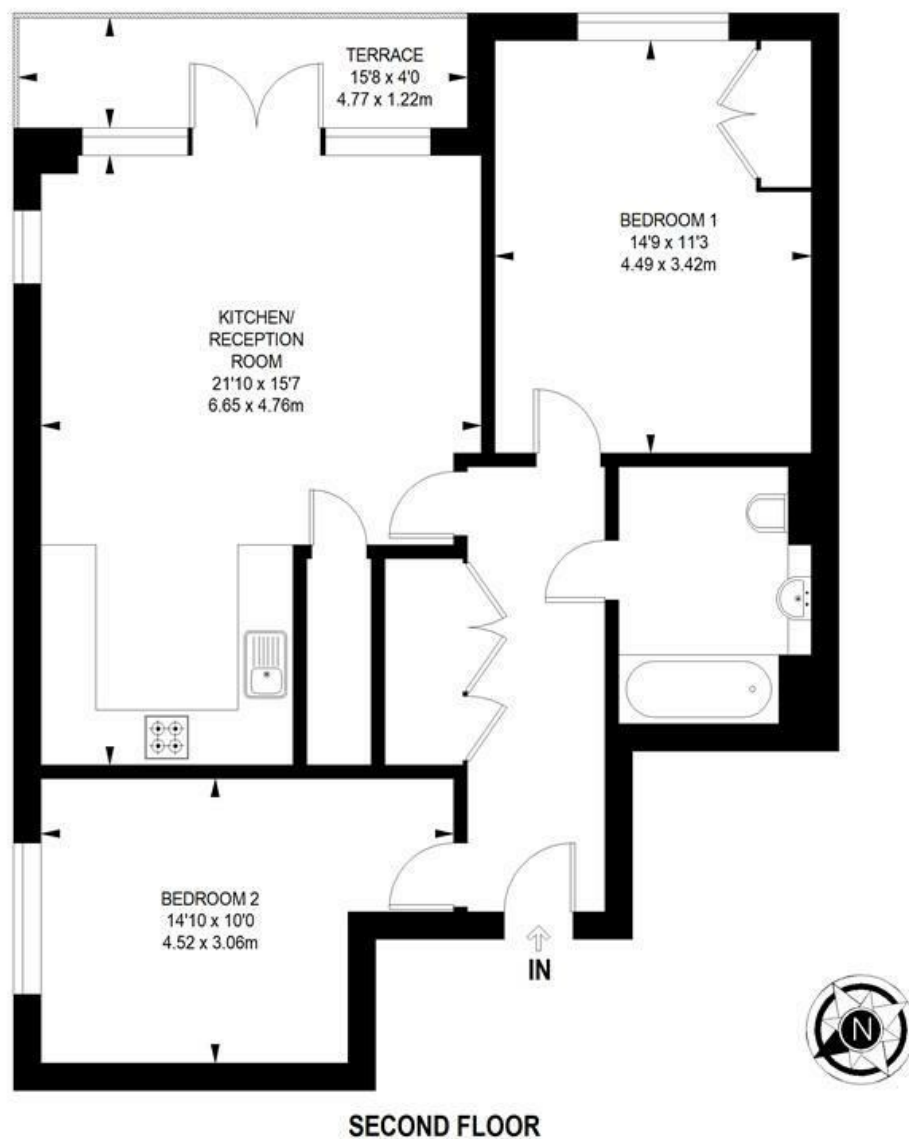 TERRACE
15'8 x 4'0
4.77 x 1.22m
BEDROOM 1
14'9 x 11'3
4.49 x 3.42m
KITCHEN/
RECEPTION
ROOM
21'10 x 15'7
6.65 x 4.76m
BEDROOM 2
14'10 x 10'0
4.52 x 3.06m
IN
N
SECOND FLOOR